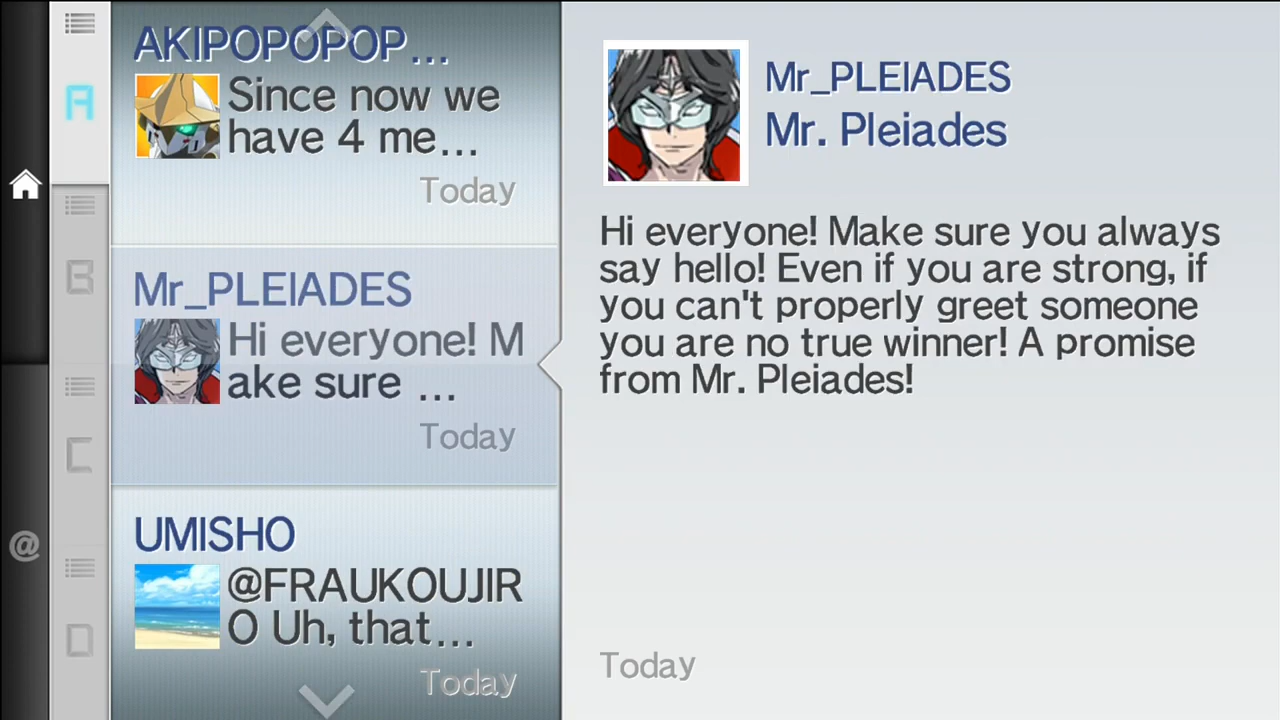 A
B
C
D
@
AKIPOPOPOP...
Since now we
have 4 me...
Today
Mr_PLEIADES
Hi everyone! M
ake sure ...
Today
UMISHO
@FRAUKOUJIR
O Uh, that...
Today
Mr_PLEIADES
Mr. Pleiades
Hi everyone! Make sure you always
say hello! Even if you are strong, if
you can't properly greet someone
you are no true winner! A promise
from Mr. Pleiades!
Today